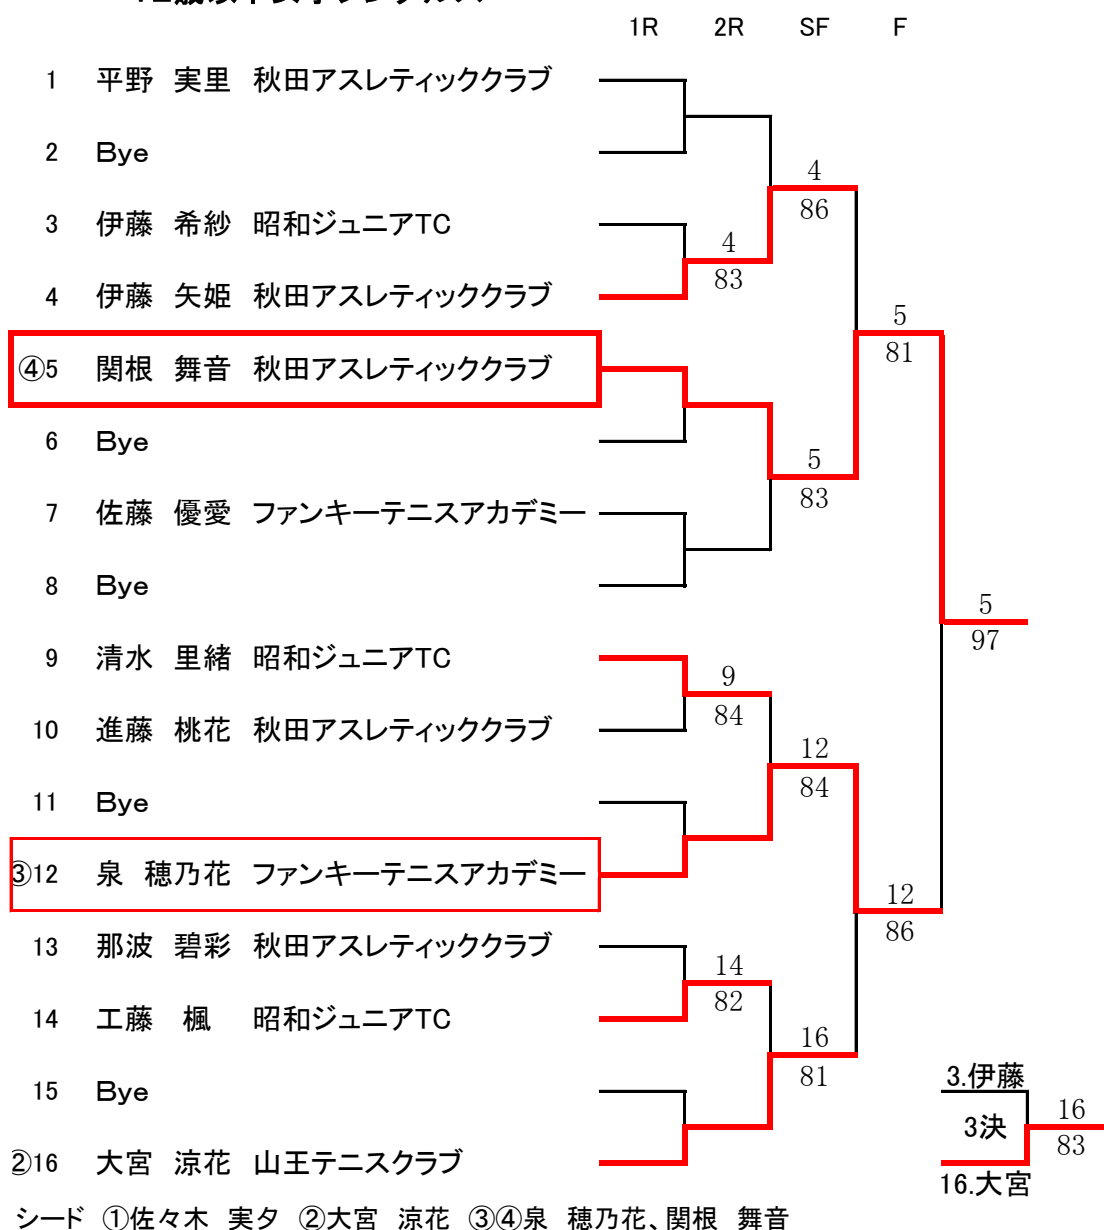 1R 2R SF F
1 平野 実里 秋田アスレティッククラブ
2 Bye
4
86
3 伊藤 希紗 昭和ジュニアTC
4
83
4 伊藤 矢姫 秋田アスレティッククラブ
5
81
④5 関根 舞音 秋田アスレティッククラブ
6 Bye
5
83
7 佐藤 優愛 ファンキーテニスアカデミー
8 Bye
5
97
9 清水 里緒 昭和ジュニアTC
9
84
10 進藤 桃花 秋田アスレティッククラブ
12
84
11 Bye
③12 泉 穂乃花 ファンキーテニスアカデミー
12
86
13 那波 碧彩 秋田アスレティッククラブ
14
82
14 工藤 楓 昭和ジュニアTC
16
81
15 Bye
3.伊藤
3決
16
83
②16 大宮 涼花 山王テニスクラブ
16.大宮
シード ①佐々木 実夕 ②大宮 涼花 ③④泉 穂乃花、関根 舞音